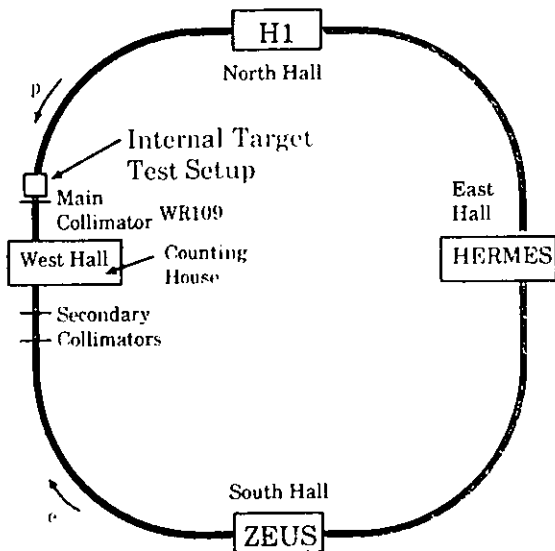 H1
North Hall
p
Internal Target
Test Setup
Main
Collimator WR109
East
Hall
West Hall
Counting
House
HERMES
Secondary
Collimators
e
South Hall
ZEUS